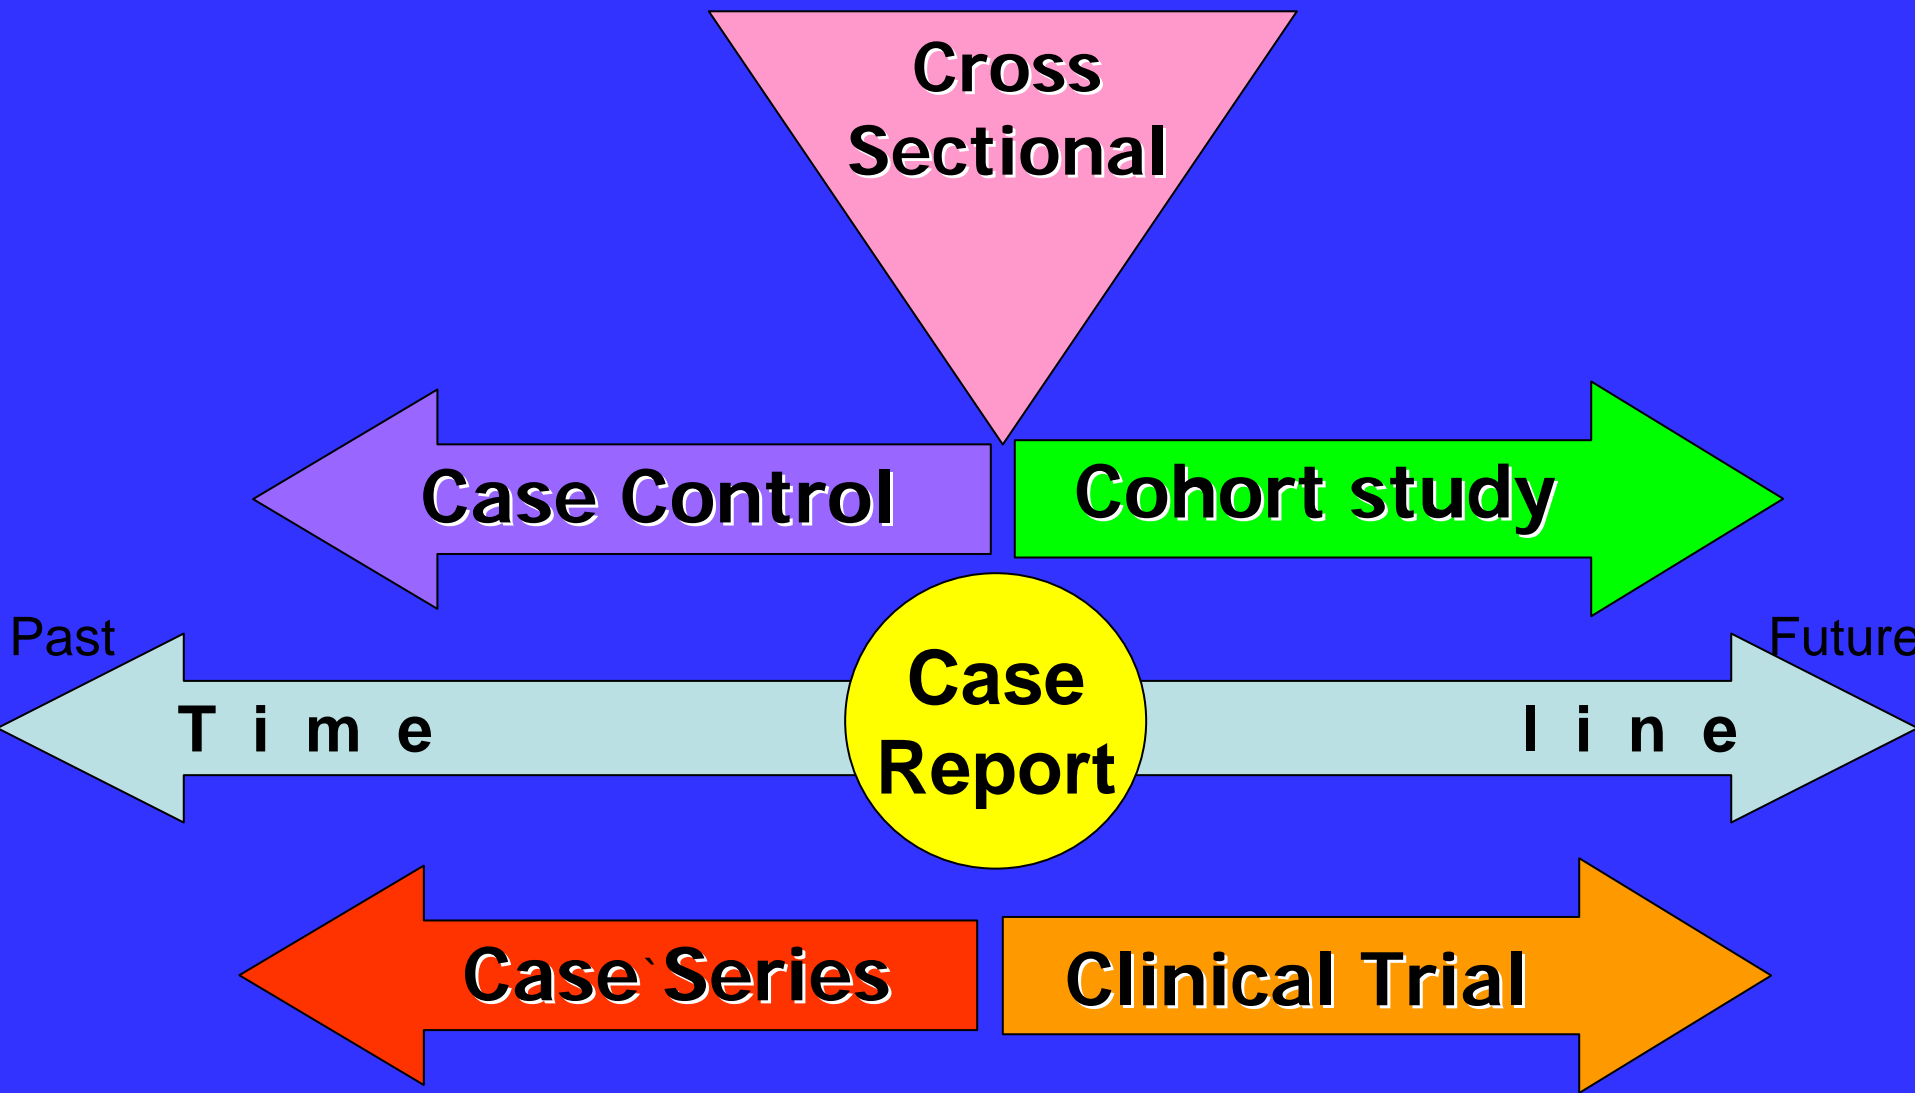 Cross
Sectional
Case Control
Cohort study
Past
Future
Case
Report
T i m e
l i n e
Case` Series
Clinical Trial